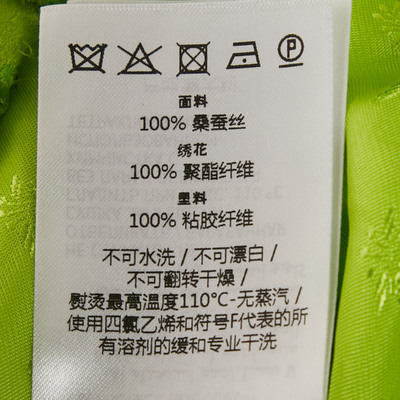 P
面料
100% 桑蚕丝
绣花
100% 聚酯纤维
塑料
100% 粘胶纤维
不可水洗 / 不可漂白 /
不可翻转干燥 /
熨烫最高温度110°C-无蒸汽 /
使用四氯乙烯和符号F代表的所
有溶剂的缓和专业干洗